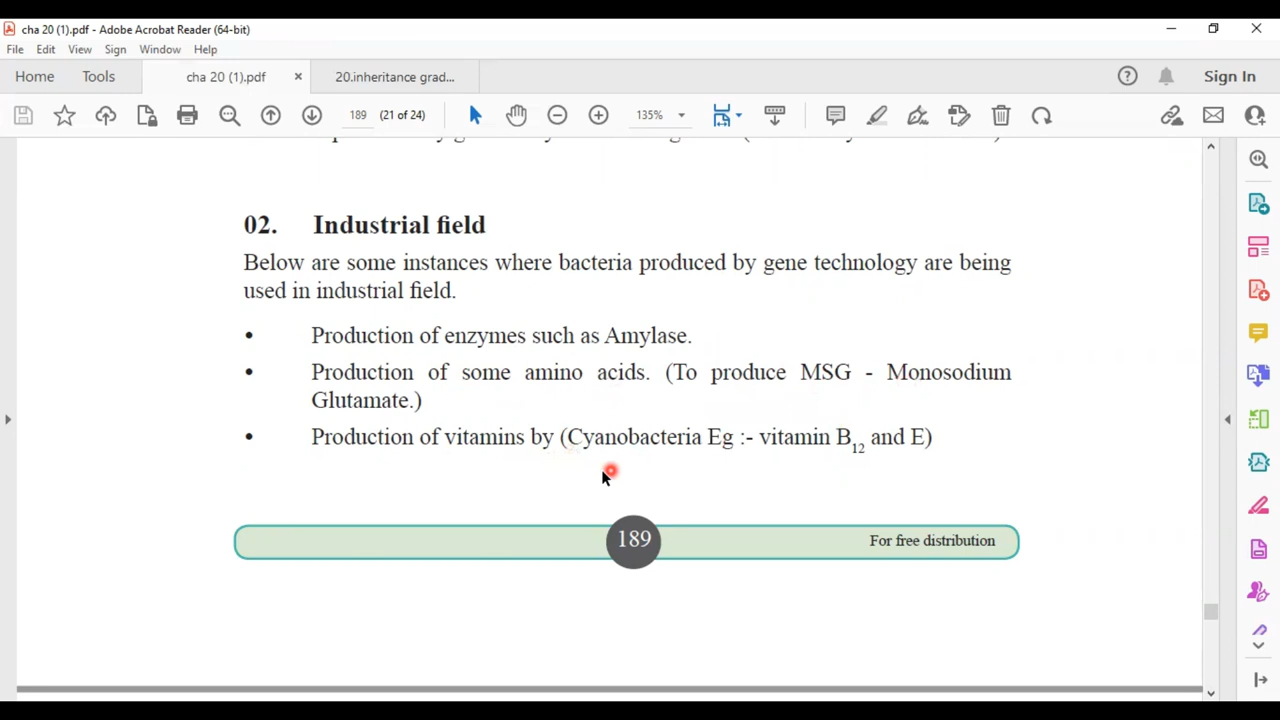 cha 20 (1).pdf - Adobe Acrobat Reader (64-bit)
File Edit View Sign Window Help
Home Tools cha 20 (1).pdf × 20.inheritance grad... Sign In
189 (21 of 24) 135%
02. Industrial field
Below are some instances where bacteria produced by gene technology are being
used in industrial field.
• Production of enzymes such as Amylase.
• Production of some amino acids. (To produce MSG - Monosodium
Glutamate.)
• Production of vitamins by (Cyanobacteria Eg :- vitamin B12 and E)
189
For free distribution